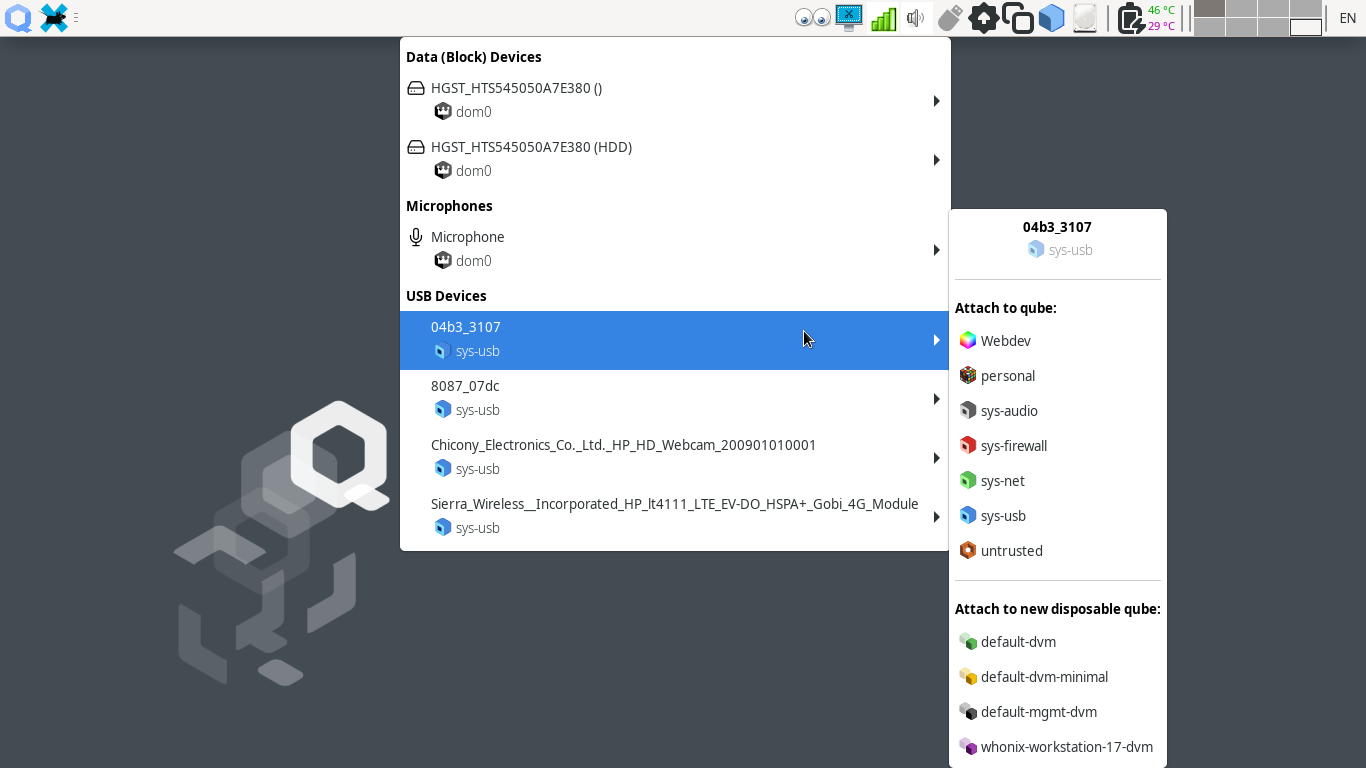 46 °C
29 °C
EN
Data (Block) Devices
HGST_HTS545050A7E380 ()
dom0
HGST_HTS545050A7E380 (HDD)
dom0
Microphones
Microphone
dom0
USB Devices
04b3_3107
sys-usb
8087_07dc
sys-usb
Chicony_Electronics_Co._Ltd._HP_HD_Webcam_200901010001
sys-usb
Sierra_Wireless__Incorporated_HP_lt4111_LTE_EV-DO_HSPA+_Gobi_4G_Module
sys-usb
04b3_3107
sys-usb
Attach to qube:
Webdev
personal
sys-audio
sys-firewall
sys-net
sys-usb
untrusted
Attach to new disposable qube:
default-dvm
default-dvm-minimal
default-mgmt-dvm
whonix-workstation-17-dvm